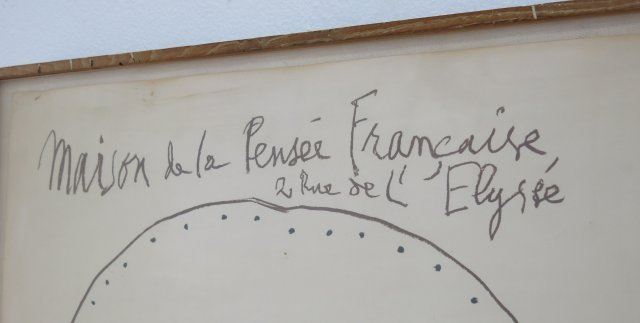 Maison de la Pensée Française
2 Rue de L'Elysée